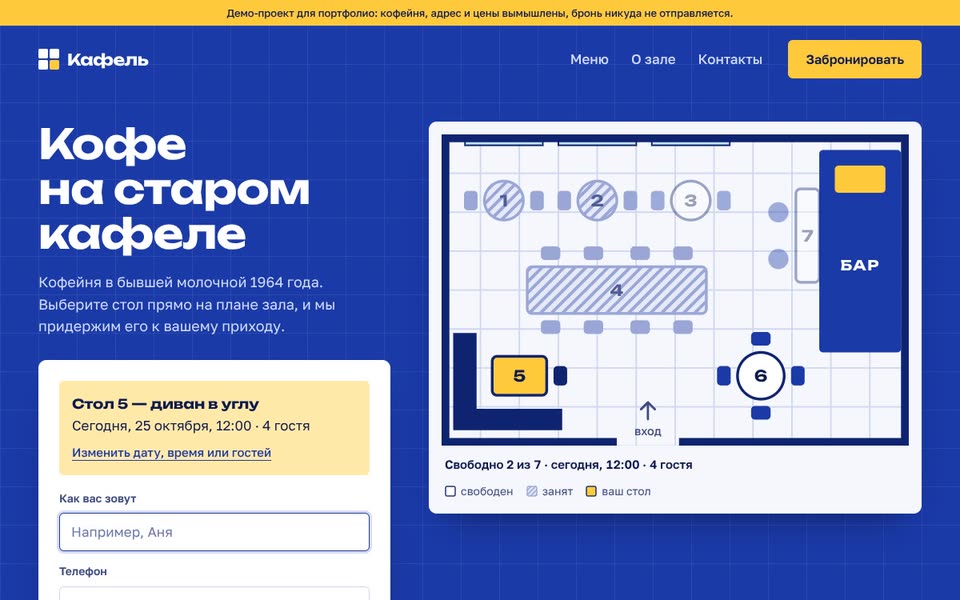 Демо-проект для портфолио: кофейня, адрес и цены вымышлены, бронь никуда не отправляется.
Кафель
Меню
О зале
Контакты
Забронировать
Кофе
на старом
кафеле
Кофейня в бывшей молочной 1964 года.
Выберите стол прямо на плане зала, и мы
придержим его к вашему приходу.
Стол 5 — диван в углу
Сегодня, 25 октября, 12:00 · 4 гостя
Изменить дату, время или гостей
Как вас зовут
Например, Аня
Телефон
1
2
3
7
БАР
4
5
6
вход
Свободно 2 из 7 · сегодня, 12:00 · 4 гостя
свободен
занят
ваш стол